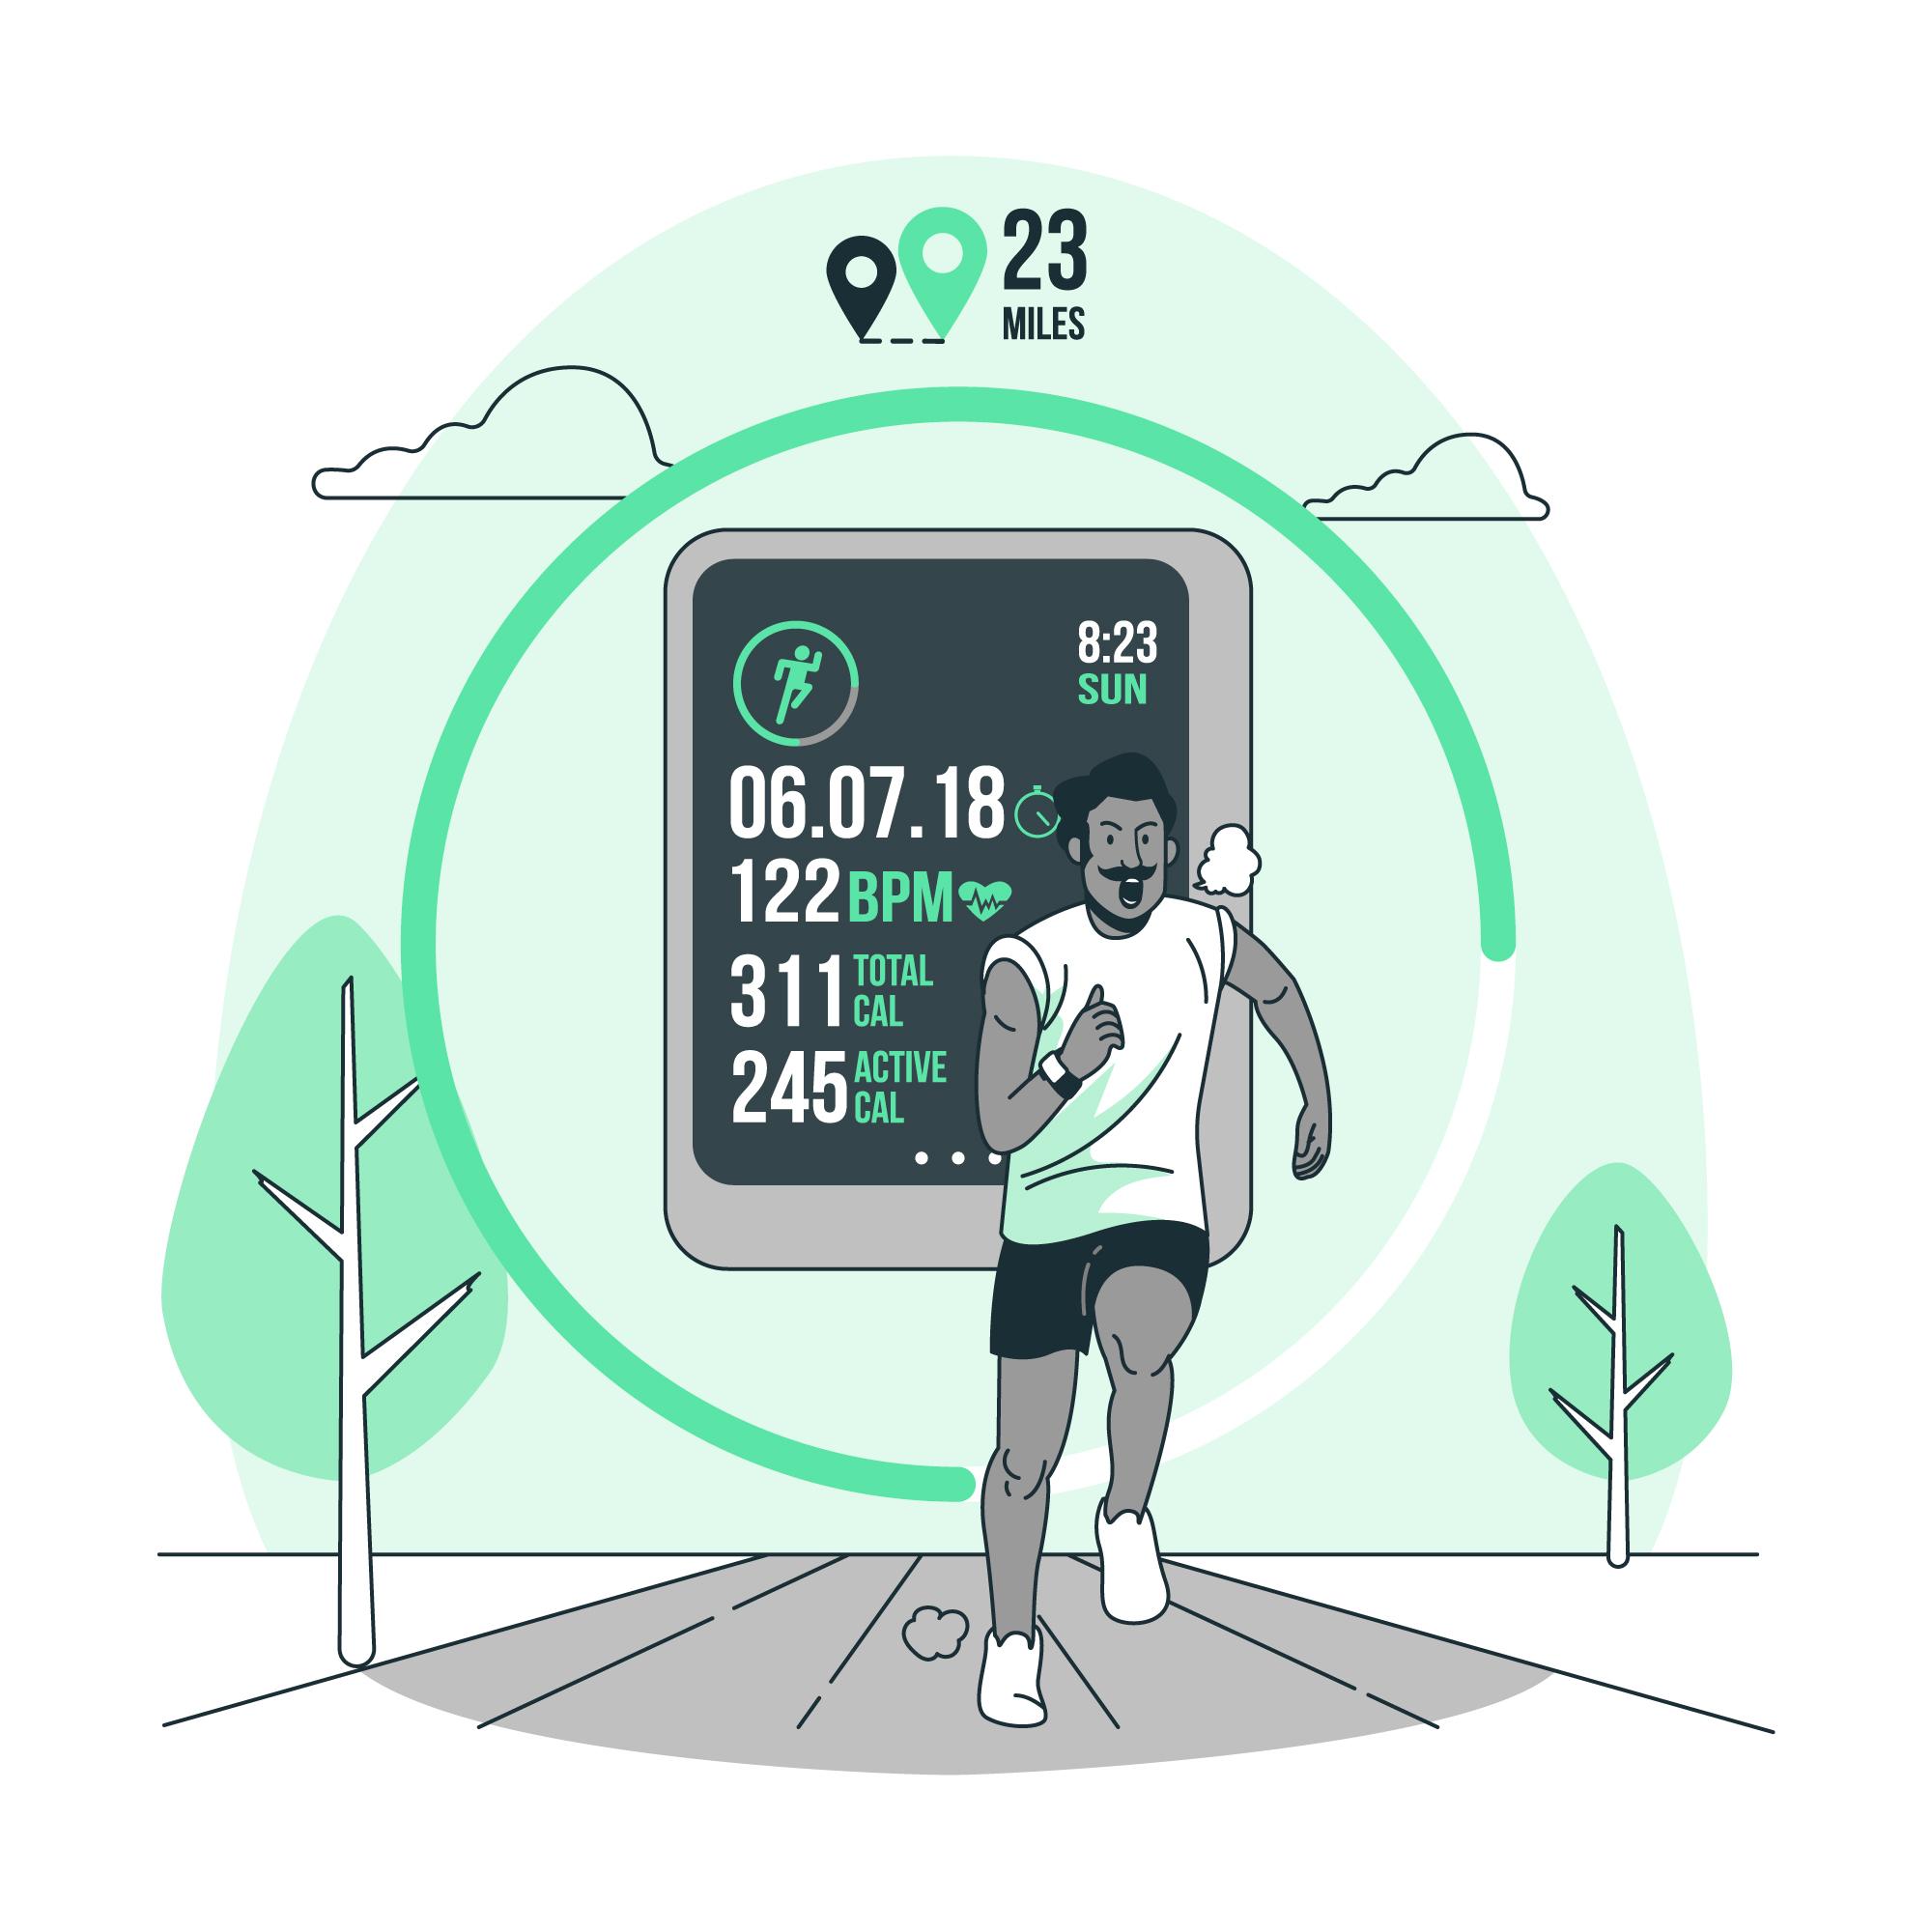 23
MILES
8:23
SUN
06.07.18
122 BPM
311 TOTAL CAL
245 ACTIVE CAL